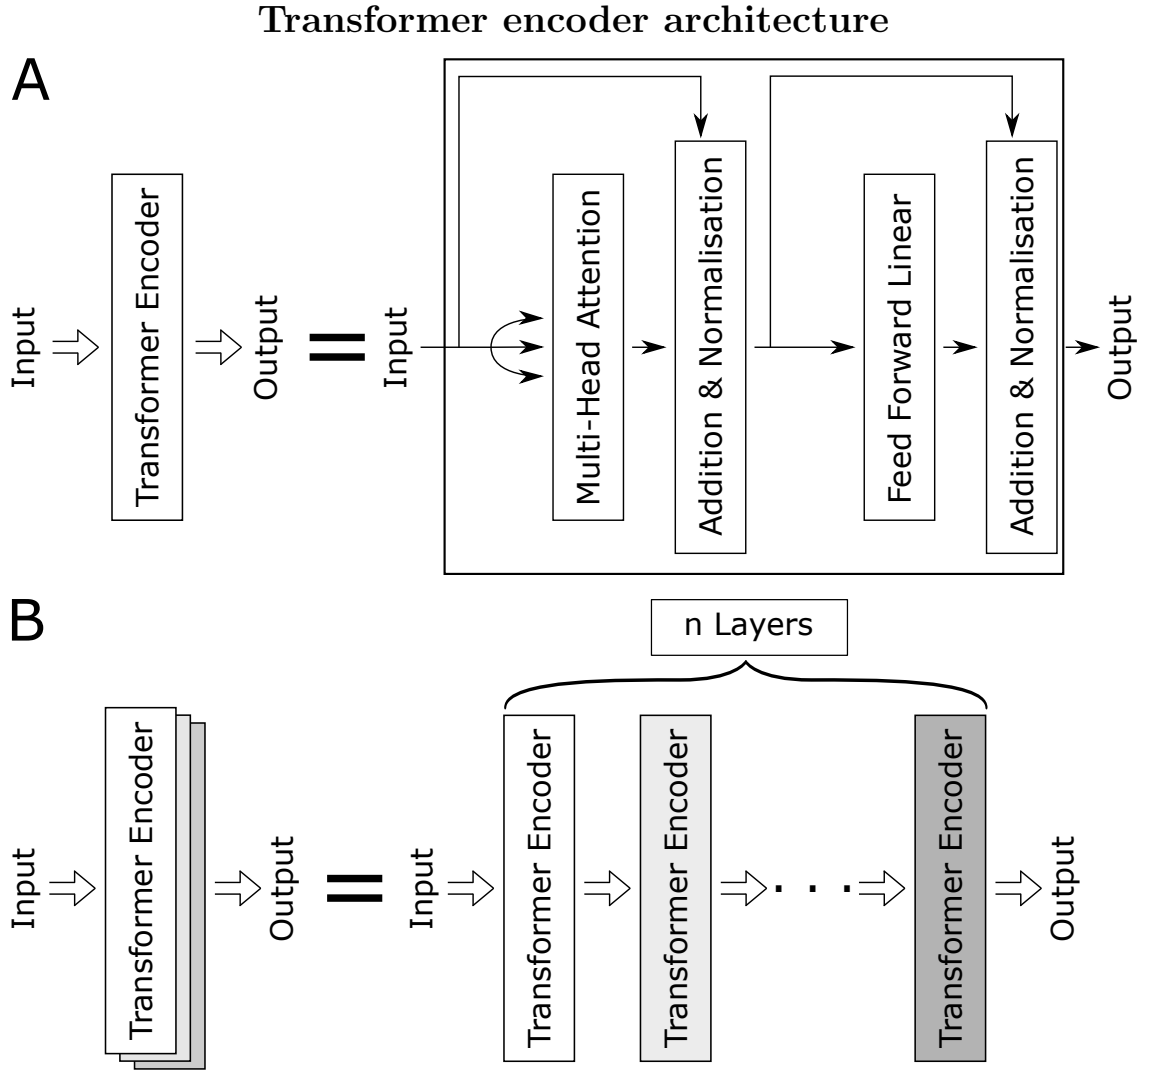 Transformer encoder architecture
A
Input
Transformer Encoder
Output
=
Input
Multi-Head Attention
Addition & Normalisation
Feed Forward Linear
Addition & Normalisation
Output
B
n Layers
Input
Transformer Encoder
Output
=
Input
Transformer Encoder
Transformer Encoder
. . .
Transformer Encoder
Output